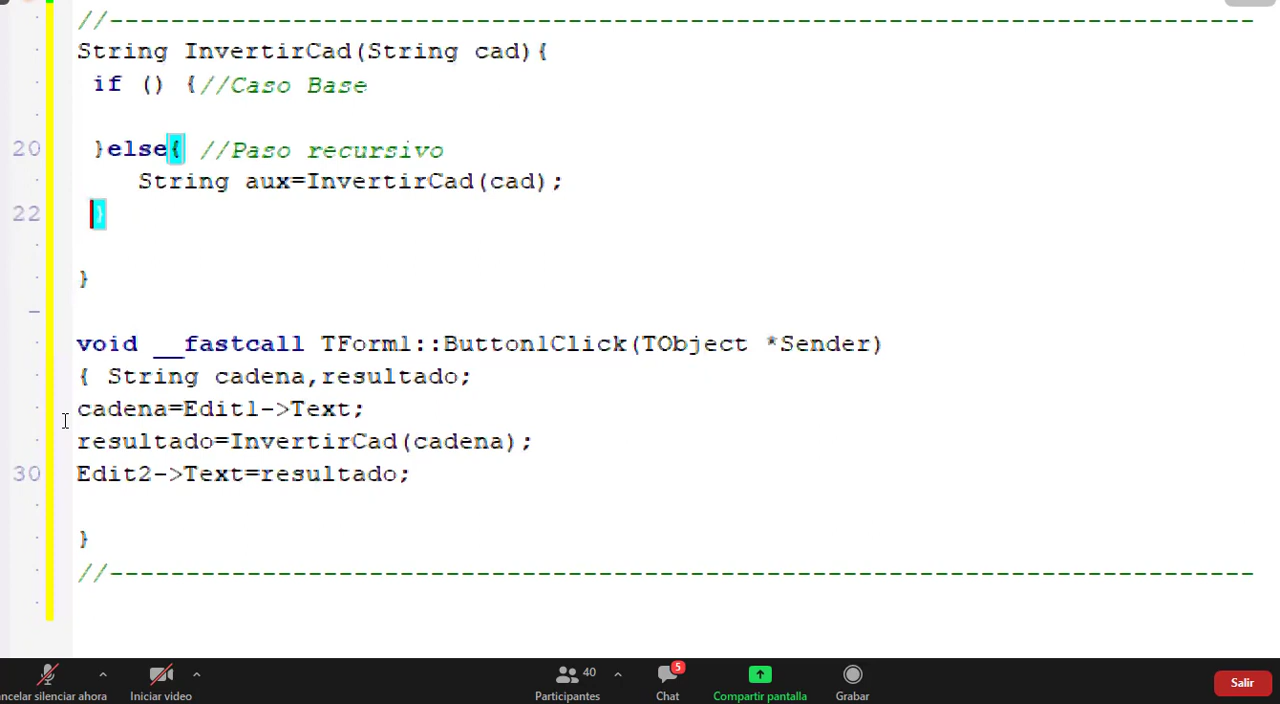 //---------------------------------------------------------------------------
String InvertirCad(String cad){
if () {//Caso Base
20 }else{ //Paso recursivo
String aux=InvertirCad(cad);
22 }
}
void __fastcall TForm1::Button1Click(TObject *Sender)
{ String cadena,resultado;
cadena=Edit1->Text;
resultado=InvertirCad(cadena);
30 Edit2->Text=resultado;
}
//---------------------------------------------------------------------------
40
5
ncelar silenciar ahora Iniciar video Participantes Chat Compartir pantalla Grabar Salir